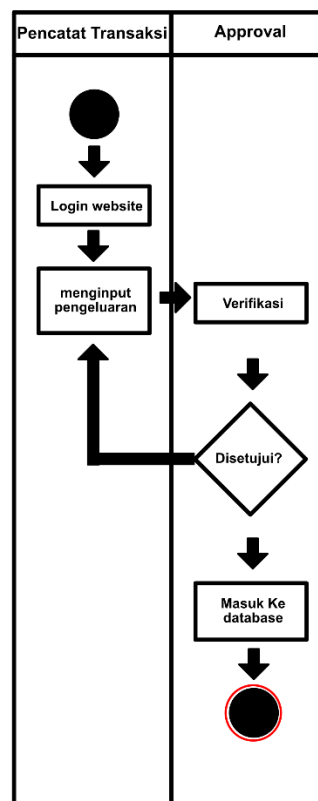 Pencatat Transaksi
Approval
Login website
menginput
pengeluaran
Verifikasi
Disetujui?
Masuk Ke
database